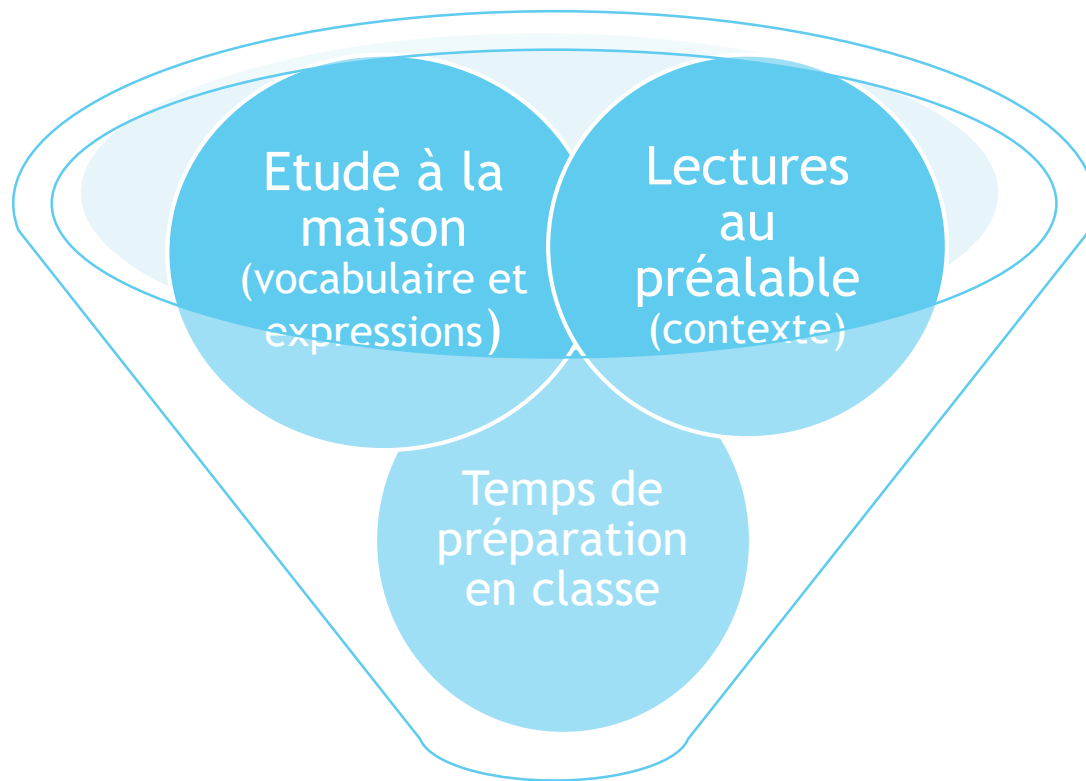 Etude à la
maison
(vocabulaire et
expressions)
Lectures
au
préalable
(contexte)
Temps de
préparation
en classe